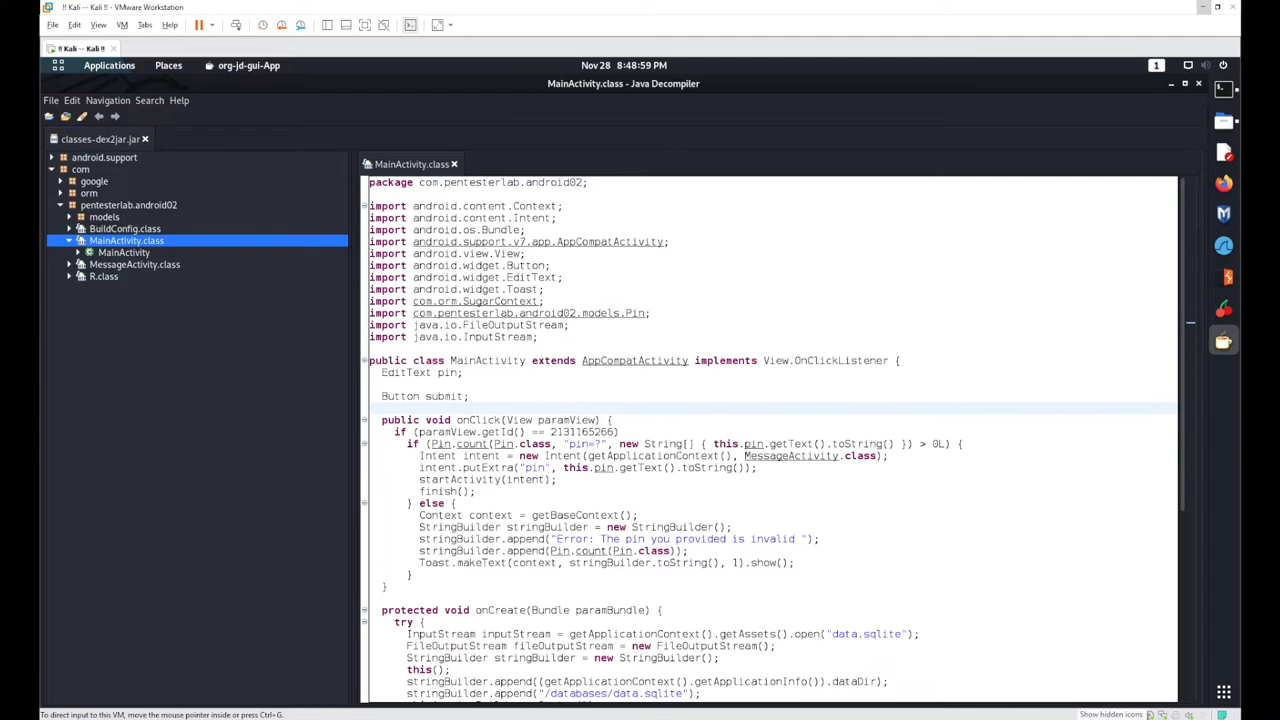 !! Kali -- Kali !! - VMware Workstation
File Edit View VM Tabs Help
!! Kali -- Kali !!
Applications Places org-jd-gui-App Nov 28 8:48:59 PM 1
MainActivity.class - Java Decompiler
File Edit Navigation Search Help
classes-dex2jar.jar
android.support
com
google
orm
pentesterlab.android02
models
BuildConfig.class
MainActivity.class
MainActivity
MessageActivity.class
R.class
MainActivity.class
package com.pentesterlab.android02;
import android.content.Context;
import android.content.Intent;
import android.os.Bundle;
import android.support.v7.app.AppCompatActivity;
import android.view.View;
import android.widget.Button;
import android.widget.EditText;
import android.widget.Toast;
import com.orm.SugarContext;
import com.pentesterlab.android02.models.Pin;
import java.io.FileOutputStream;
import java.io.InputStream;
public class MainActivity extends AppCompatActivity implements View.OnClickListener {
EditText pin;
Button submit;
public void onClick(View paramView) {
if (paramView.getId() == 2131165266)
if (Pin.count(Pin.class, "pin=?", new String[] { this.pin.getText().toString() }) > 0L) {
Intent intent = new Intent(getApplicationContext(), MessageActivity.class);
intent.putExtra("pin", this.pin.getText().toString());
startActivity(intent);
finish();
} else {
Context context = getBaseContext();
StringBuilder stringBuilder = new StringBuilder();
stringBuilder.append("Error: The pin you provided is invalid ");
stringBuilder.append(Pin.count(Pin.class));
Toast.makeText(context, stringBuilder.toString(), 1).show();
}
}
protected void onCreate(Bundle paramBundle) {
try {
InputStream inputStream = getApplicationContext().getAssets().open("data.sqlite");
FileOutputStream fileOutputStream = new FileOutputStream();
StringBuilder stringBuilder = new StringBuilder();
this();
stringBuilder.append((getApplicationContext().getApplicationInfo()).dataDir);
stringBuilder.append("/databases/data.sqlite");
To direct input to this VM, move the mouse pointer inside or press Ctrl+G.
Show hidden icons